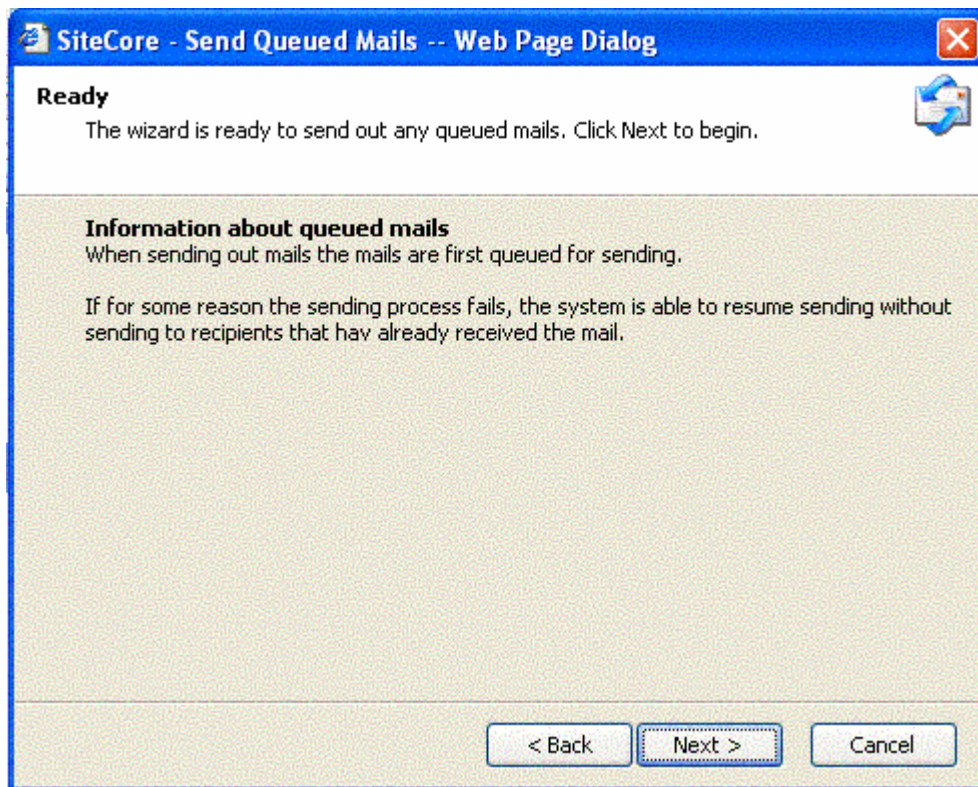 SiteCore - Send Queued Mails -- Web Page Dialog
Ready
The wizard is ready to send out any queued mails. Click Next to begin.
Information about queued mails
When sending out mails the mails are first queued for sending.
If for some reason the sending process fails, the system is able to resume sending without
sending to recipients that hav already received the mail.
< Back
Next >
Cancel